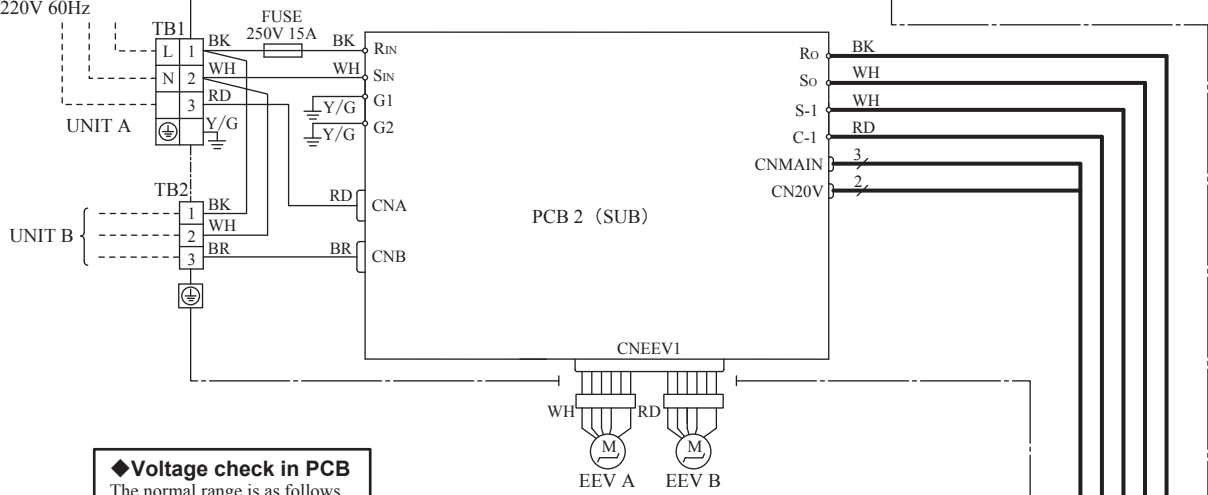 220V 60Hz
FUSE
250V 15A
TB1
L 1 BK BK RIN
N 2 WH WH SIN
3 RD
Y/G G1
Y/G G2
UNIT A
Y/G
TB2
1 BK
2 WH
3 BR
UNIT B
RD CNA
BR CNB
PCB 2（SUB）
RO BK
SO WH
S-1 WH
C-1 RD
CNMAIN 3
CN20V 2
CNEEV1
WH RD
M M
EEV A EEV B
◆Voltage check in PCB
The normal range is as follows